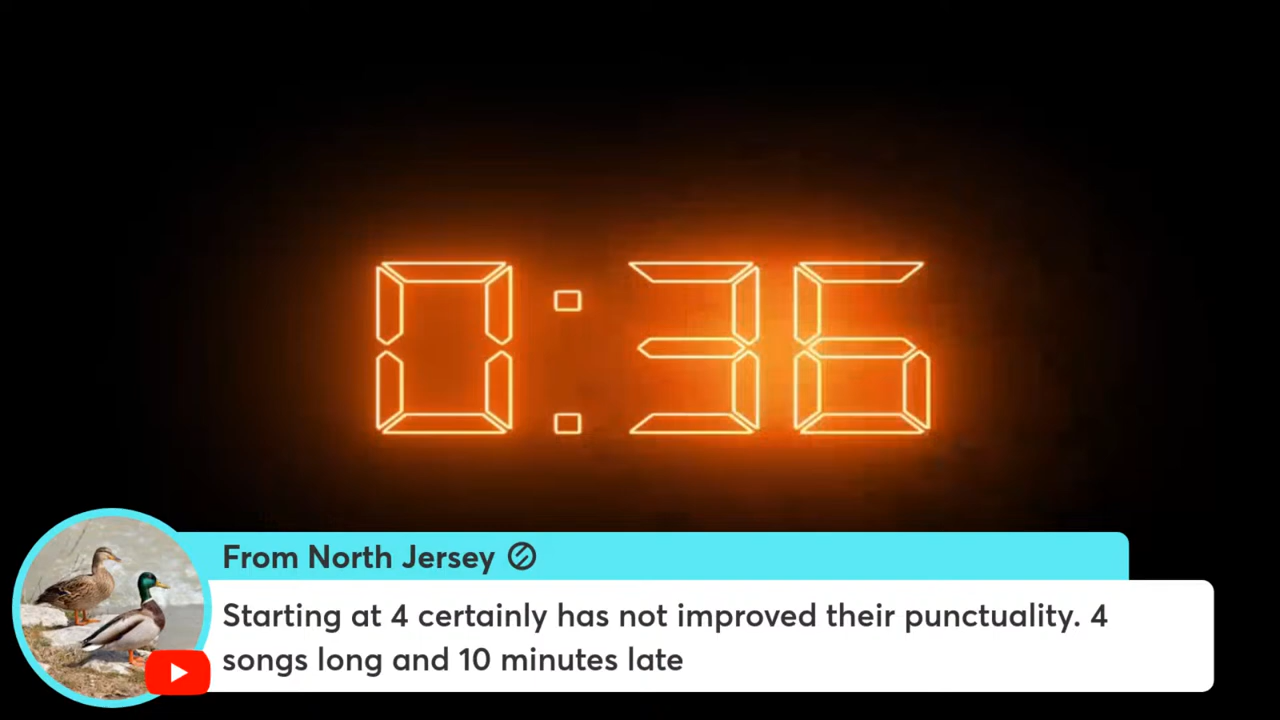 0:36
From North Jersey
Starting at 4 certainly has not improved their punctuality. 4
songs long and 10 minutes late